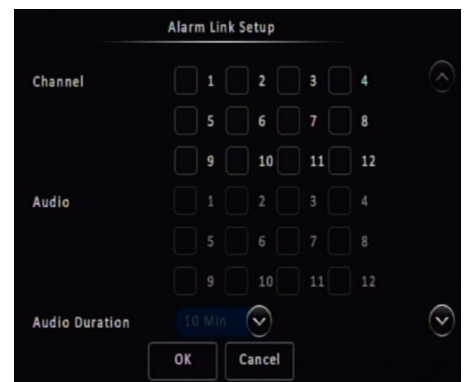 Alarm Link Setup
Channel 1 2 3 4
5 6 7 8
9 10 11 12
Audio 1 2 3 4
5 6 7 8
9 10 11 12
Audio Duration 10 Min
OK Cancel